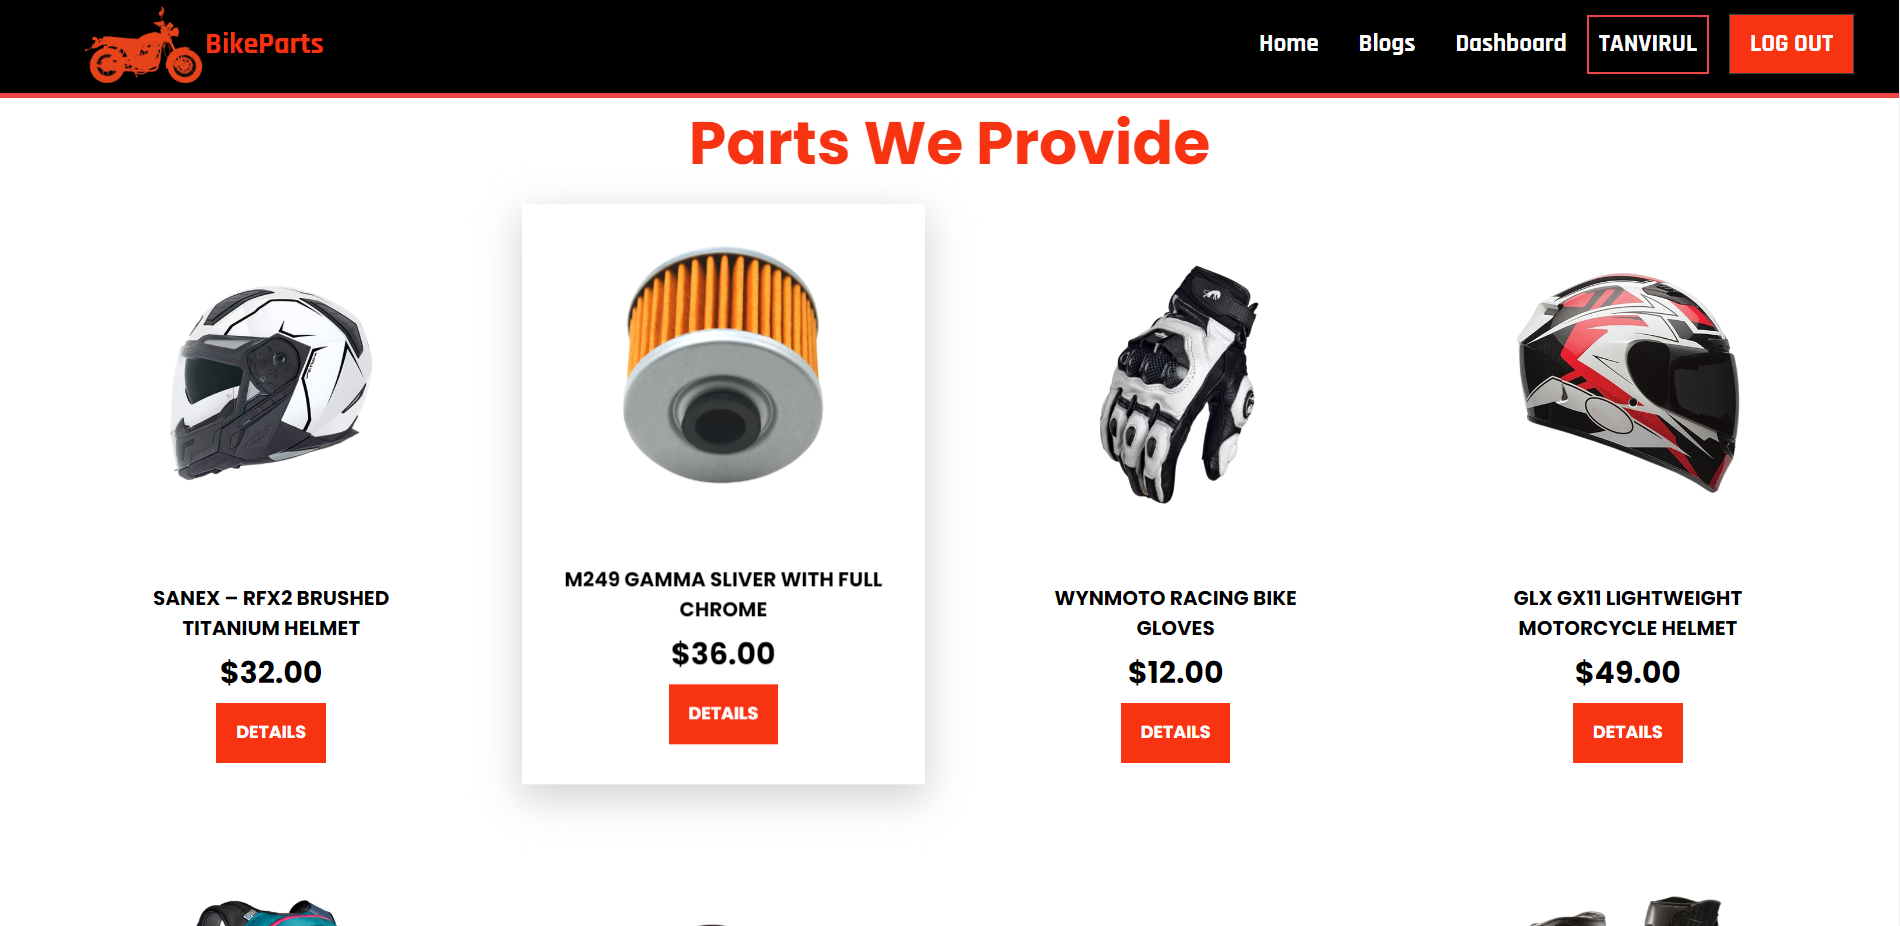 BikeParts
Home
Blogs
Dashboard
TANVIRUL
LOG OUT
Parts We Provide
SANEX – RFX2 BRUSHED
TITANIUM HELMET
$32.00
DETAILS
M249 GAMMA SLIVER WITH FULL
CHROME
$36.00
DETAILS
WYNMOTO RACING BIKE
GLOVES
$12.00
DETAILS
GLX GX11 LIGHTWEIGHT
MOTORCYCLE HELMET
$49.00
DETAILS